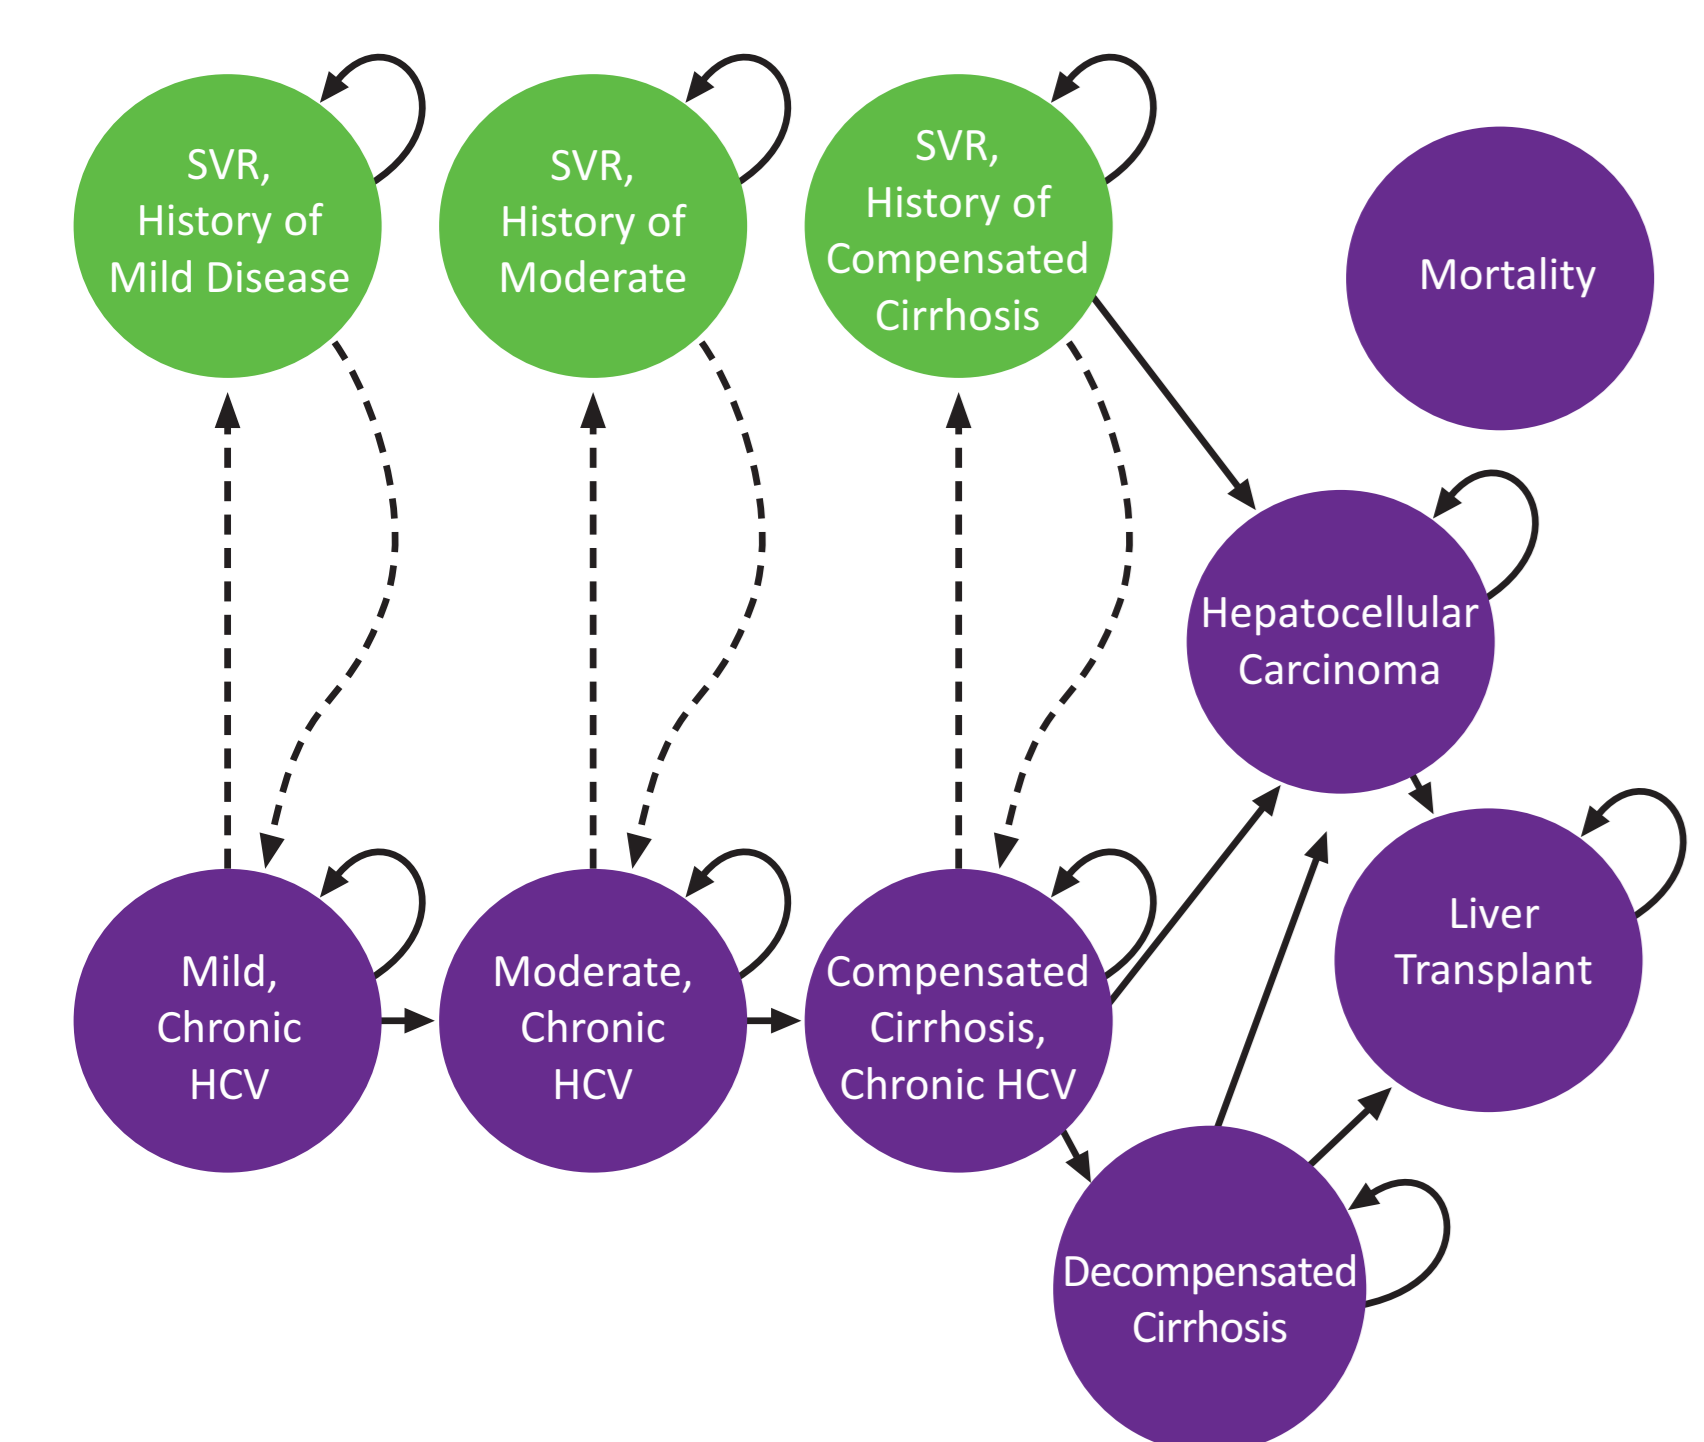 SVR,
History of
Mild Disease
SVR,
History of
Moderate
SVR,
History of
Compensated
Cirrhosis
Mortality
Hepatocellular
Carcinoma
Mild,
Chronic
HCV
Moderate,
Chronic
HCV
Compensated
Cirrhosis,
Chronic HCV
Liver
Transplant
Decompensated
Cirrhosis